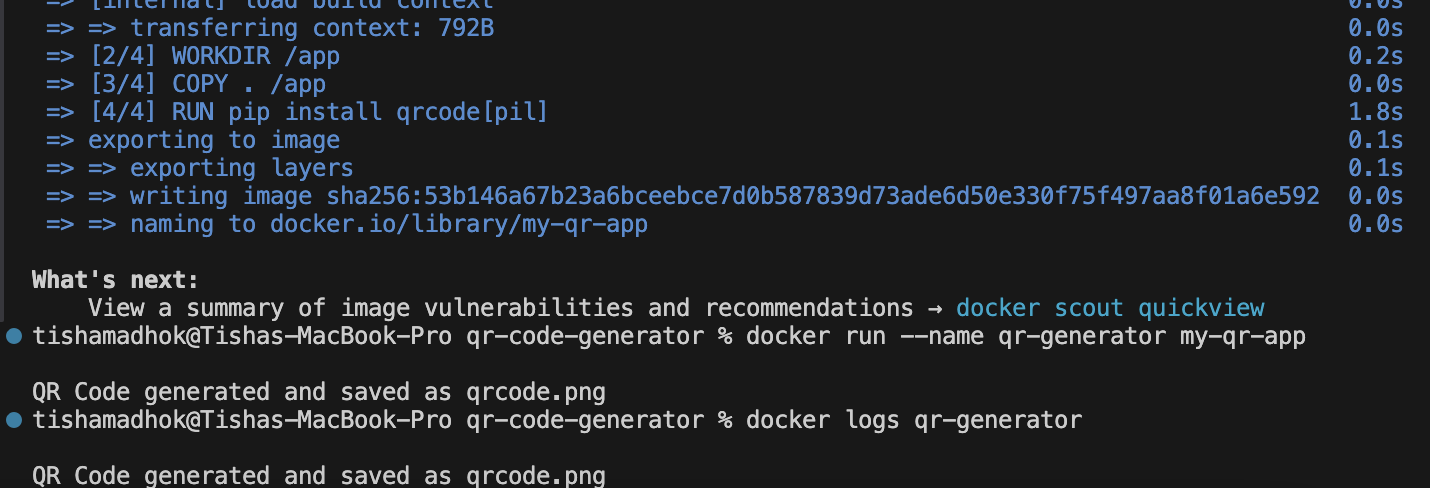 => [internal] load build context 0.0s
=> => transferring context: 792B 0.0s
=> [2/4] WORKDIR /app 0.2s
=> [3/4] COPY . /app 0.0s
=> [4/4] RUN pip install qrcode[pil] 1.8s
=> exporting to image 0.1s
=> => exporting layers 0.1s
=> => writing image sha256:53b146a67b23a6bceebce7d0b587839d73ade6d50e330f75f497aa8f01a6e592 0.0s
=> => naming to docker.io/library/my-qr-app 0.0s
What's next:
View a summary of image vulnerabilities and recommendations → docker scout quickview
tishamadhok@Tishas-MacBook-Pro qr-code-generator % docker run --name qr-generator my-qr-app
QR Code generated and saved as qrcode.png
tishamadhok@Tishas-MacBook-Pro qr-code-generator % docker logs qr-generator
QR Code generated and saved as qrcode.png